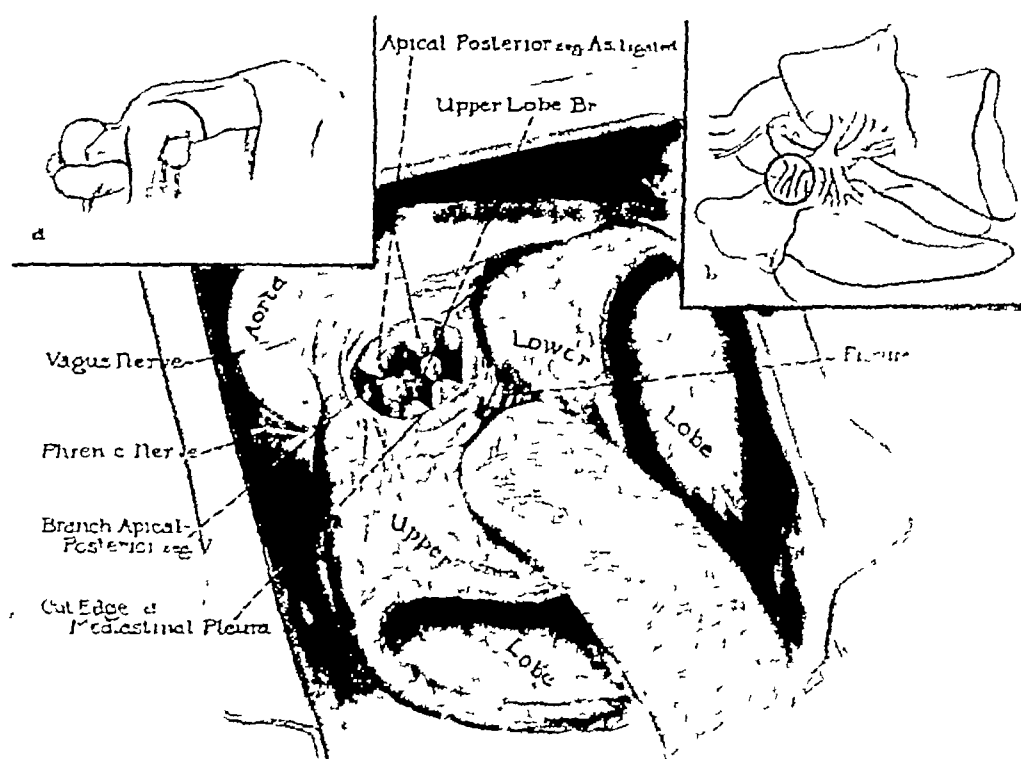 Apical Posterior seg As. ligated
Upper Lobe Br
a
b
Aorta
Vagus Nerve
Lower
Lobe
Phrenic Nerve
Branch Apical-
Posterior seg V
Upper
Lobe
Cut Edge of
Mediastinal Pleura